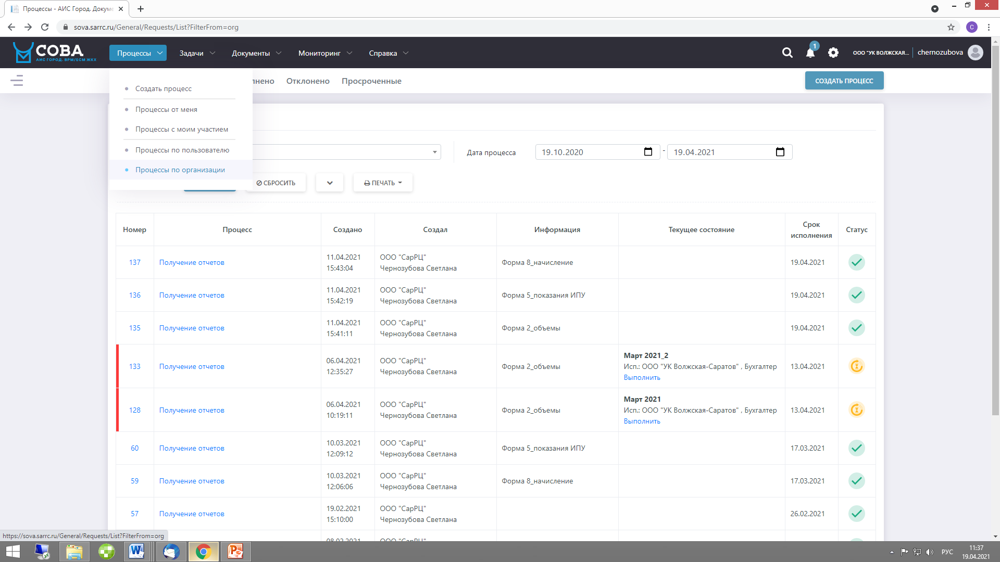 Процессы - АИС Город. Докуме
sova.sarrc.ru/General/Requests/List?FilterFrom=org
C
СОВА
АИС ГОРОД. ВРМ/ECM ЖКХ
Процессы
Задачи
Документы
Мониторинг
Справка
1
ООО "УК ВОЛЖСКАЯ...
chernozubova
лнено
Отклонено
Просроченные
СОЗДАТЬ ПРОЦЕСС
Создать процесс
Процессы от меня
Процессы с моим участием
Процессы по пользователю
Процессы по организации
Дата процесса
19.10.2020
-
19.04.2021
СБРОСИТЬ
ПЕЧАТЬ
Номер
Процесс
Создано
Создал
Информация
Текущее состояние
Срок
исполнения
Статус
137
Получение отчетов
11.04.2021
15:43:04
ООО "СарРЦ"
Чернозубова Светлана
Форма 8_начисление
19.04.2021
136
Получение отчетов
11.04.2021
15:42:19
ООО "СарРЦ"
Чернозубова Светлана
Форма 5_показания ИПУ
19.04.2021
135
Получение отчетов
11.04.2021
15:41:11
ООО "СарРЦ"
Чернозубова Светлана
Форма 2_объемы
19.04.2021
133
Получение отчетов
06.04.2021
12:35:27
ООО "СарРЦ"
Чернозубова Светлана
Форма 2_объемы
Март 2021_2
Исп.: ООО "УК Волжская-Саратов" , Бухгалтер
Выполнить
13.04.2021
128
Получение отчетов
06.04.2021
10:19:11
ООО "СарРЦ"
Чернозубова Светлана
Форма 2_объемы
Март 2021
Исп.: ООО "УК Волжская-Саратов" , Бухгалтер
Выполнить
13.04.2021
60
Получение отчетов
10.03.2021
12:09:12
ООО "СарРЦ"
Чернозубова Светлана
Форма 5_показания ИПУ
17.03.2021
59
Получение отчетов
10.03.2021
12:06:06
ООО "СарРЦ"
Чернозубова Светлана
Форма 8_начисление
17.03.2021
57
Получение отчетов
19.02.2021
15:10:00
ООО "СарРЦ"
Чернозубова Светлана
26.02.2021
https://sova.sarrc.ru/General/Requests/List?FilterFrom=org
РУС
11:37
19.04.2021